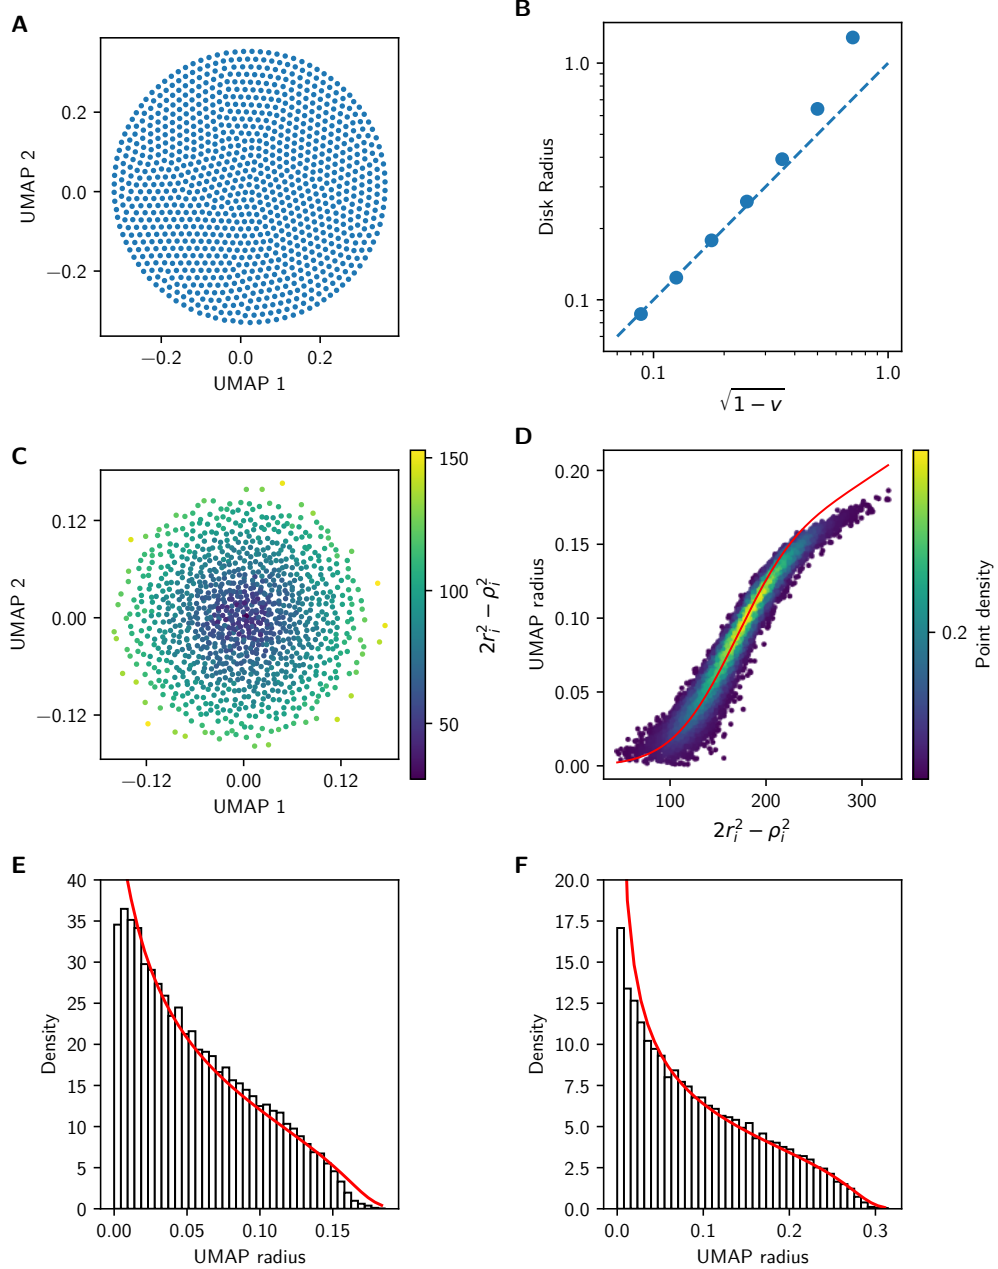 A
UMAP 2
0.2
0.0
−0.2
−0.2
0.0
0.2
UMAP 1
B
Disk Radius
1.0
0.1
0.1
1.0
√1 − v
C
UMAP 2
0.12
0.00
−0.12
−0.12
0.00
0.12
UMAP 1
150
100
50
2r_i^2 − ρ_i^2
D
UMAP radius
0.20
0.15
0.10
0.05
0.00
100
200
300
2r_i^2 − ρ_i^2
0.2
Point density
E
Density
40
35
30
25
20
15
10
5
0
0.00
0.05
0.10
0.15
UMAP radius
F
Density
20.0
17.5
15.0
12.5
10.0
7.5
5.0
2.5
0.0
0.0
0.1
0.2
0.3
UMAP radius